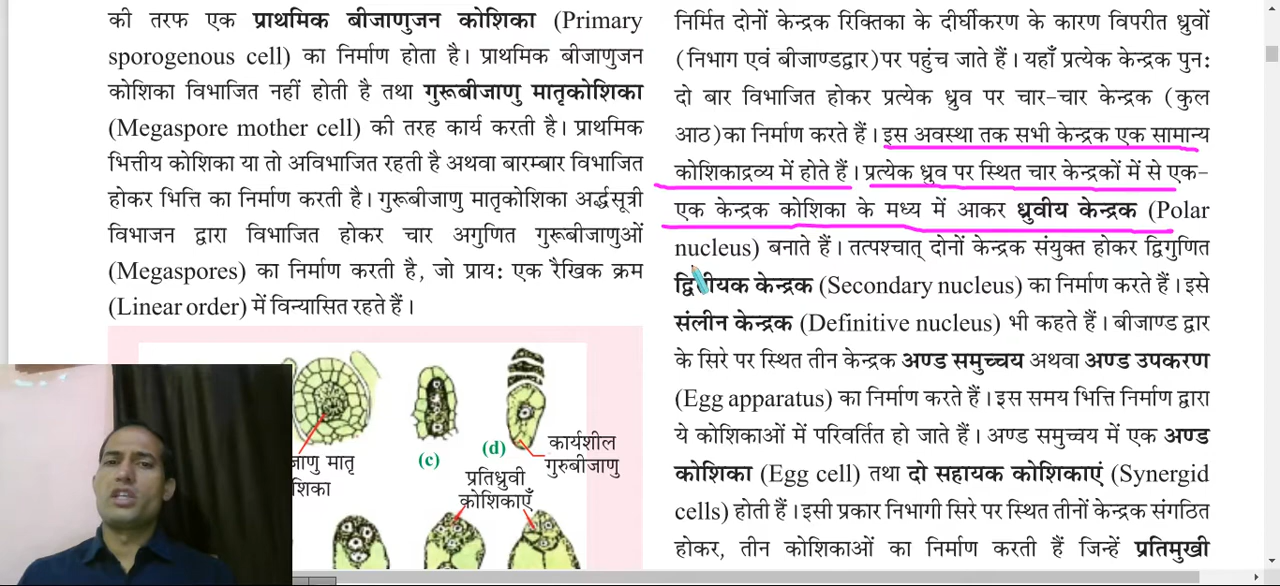 की तरफ एक प्राथमिक बीजाणुजन कोशिका (Primary
sporogenous cell) का निर्माण होता है। प्राथमिक बीजाणुजन
कोशिका विभाजित नहीं होती है तथा गुरूबीजाणु मातृकोशिका
(Megaspore mother cell) की तरह कार्य करती है। प्राथमिक
भित्तीय कोशिका या तो अविभाजित रहती है अथवा बारम्बार विभाजित
होकर भित्ति का निर्माण करती है। गुरूबीजाणु मातृकोशिका अर्द्धसूत्री
विभाजन द्वारा विभाजित होकर चार अगुणित गुरूबीजाणुओं
(Megaspores) का निर्माण करती है, जो प्राय: एक रैखिक क्रम
(Linear order) में विन्यासित रहते हैं।
जाणु मातृ
शिका
(c)
(d)
कार्यशील
गुरुबीजाणु
प्रतिध्रुवी
कोशिकाएँ
निर्मित दोनों केन्द्रक रिक्तिका के दीर्घीकरण के कारण विपरीत ध्रुवों
(निभाग एवं बीजाण्डद्वार) पर पहुंच जाते हैं। यहाँ प्रत्येक केन्द्रक पुन:
दो बार विभाजित होकर प्रत्येक ध्रुव पर चार-चार केन्द्रक (कुल
आठ) का निर्माण करते हैं। इस अवस्था तक सभी केन्द्रक एक सामान्य
कोशिकाद्रव्य में होते हैं। प्रत्येक ध्रुव पर स्थित चार केन्द्रकों में से एक-
एक केन्द्रक कोशिका के मध्य में आकर ध्रुवीय केन्द्रक (Polar
nucleus) बनाते हैं। तत्पश्चात् दोनों केन्द्रक संयुक्त होकर द्विगुणित
द्वितीयक केन्द्रक (Secondary nucleus) का निर्माण करते हैं। इसे
संलीन केन्द्रक (Definitive nucleus) भी कहते हैं। बीजाण्ड द्वार
के सिरे पर स्थित तीन केन्द्रक अण्ड समुच्चय अथवा अण्ड उपकरण
(Egg apparatus) का निर्माण करते हैं। इस समय भित्ति निर्माण द्वारा
ये कोशिकाओं में परिवर्तित हो जाते हैं। अण्ड समुच्चय में एक अण्ड
कोशिका (Egg cell) तथा दो सहायक कोशिकाएं (Synergid
cells) होती हैं। इसी प्रकार निभागी सिरे पर स्थित तीनों केन्द्रक संगठित
होकर, तीन कोशिकाओं का निर्माण करती हैं जिन्हें प्रतिमुखी